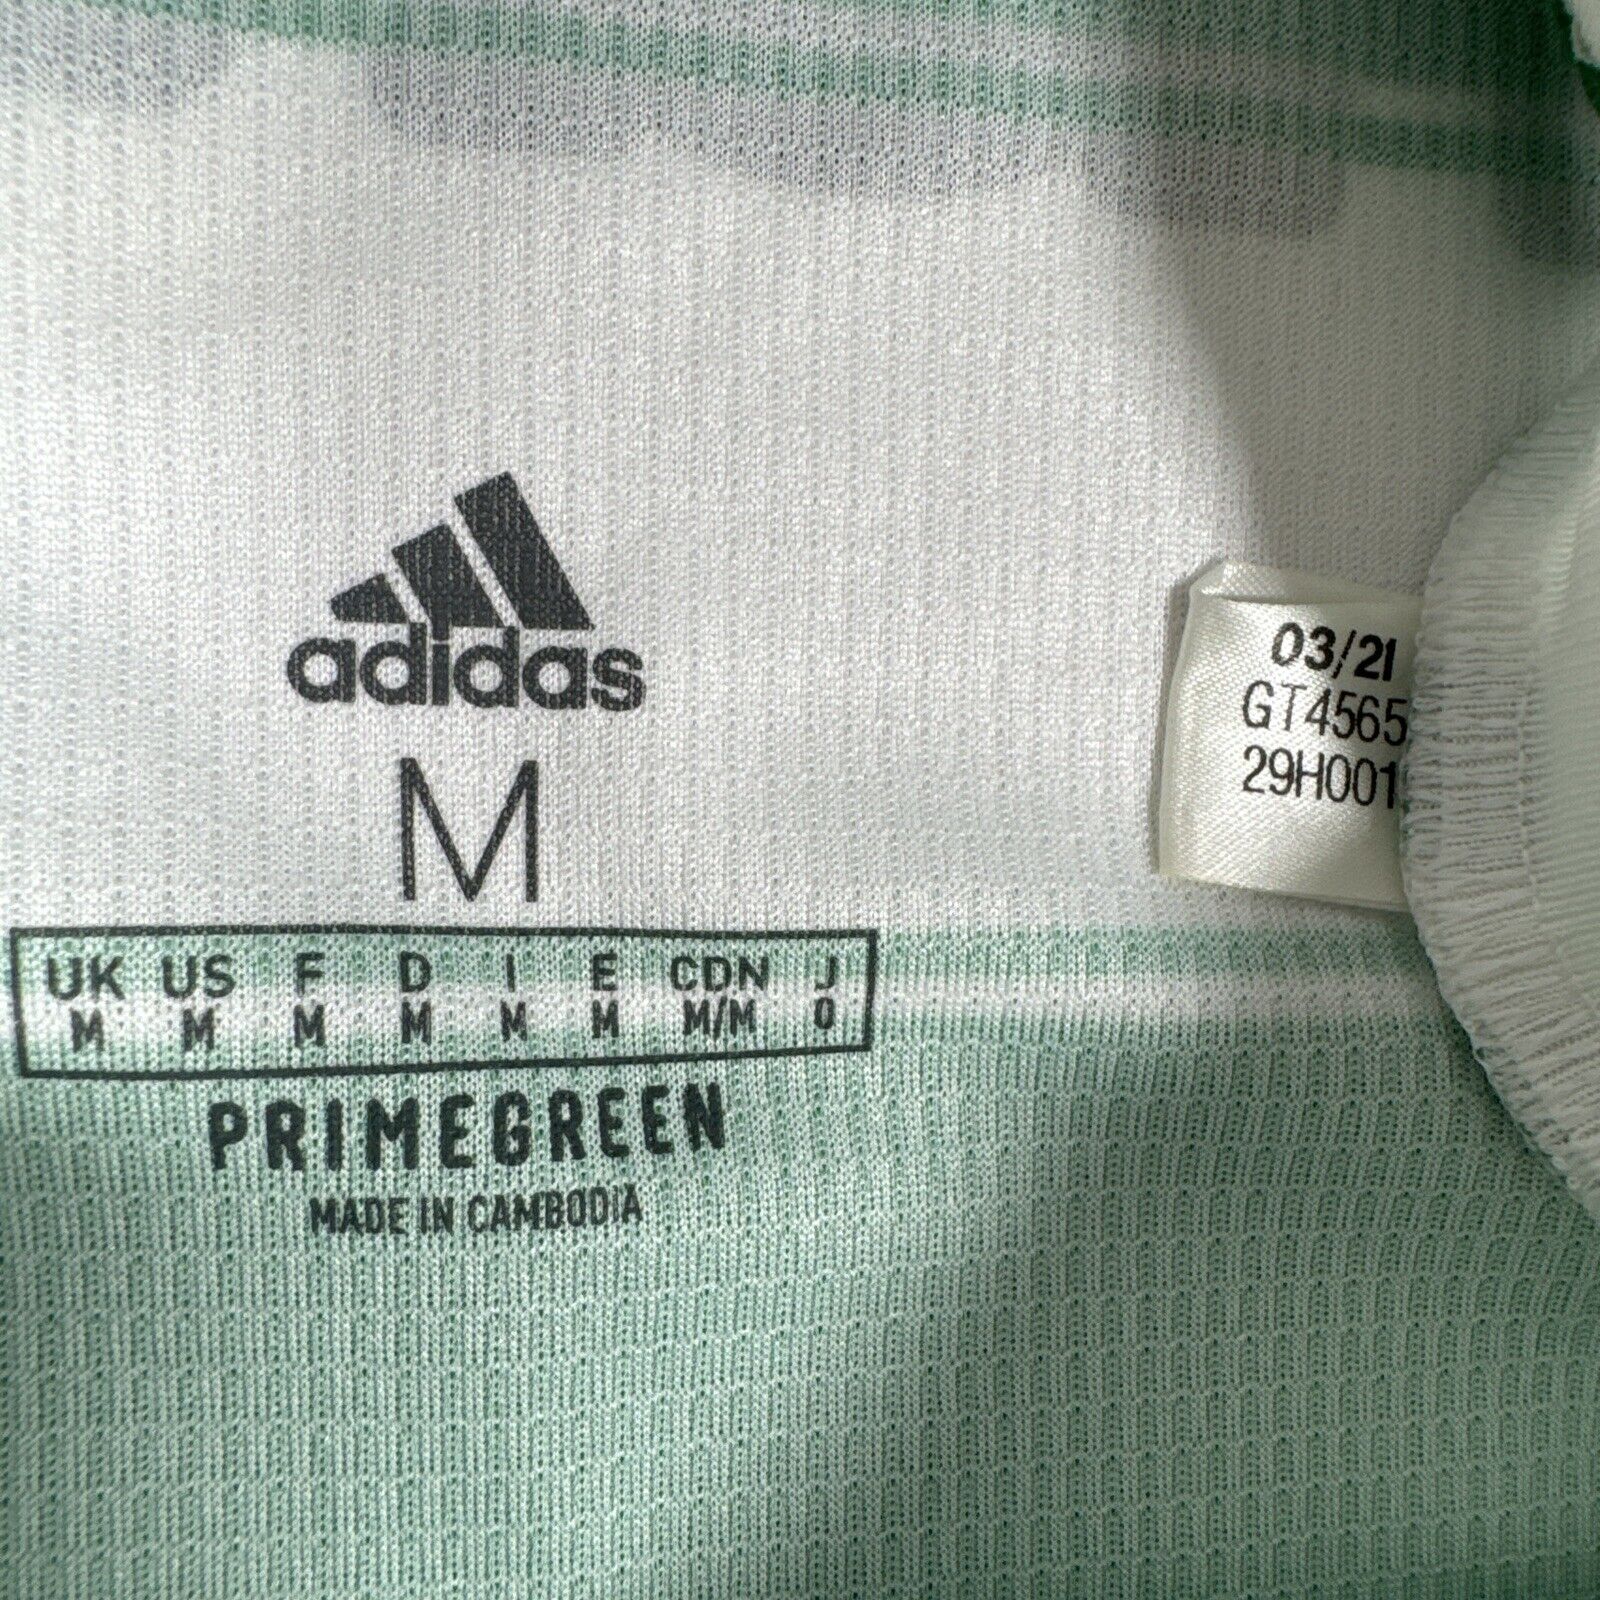 adidas
M
UK US F D I E CDN J
M M M M M M M/M O
PRIMEGREEN
MADE IN CAMBODIA
03/21
GT4565
29H001